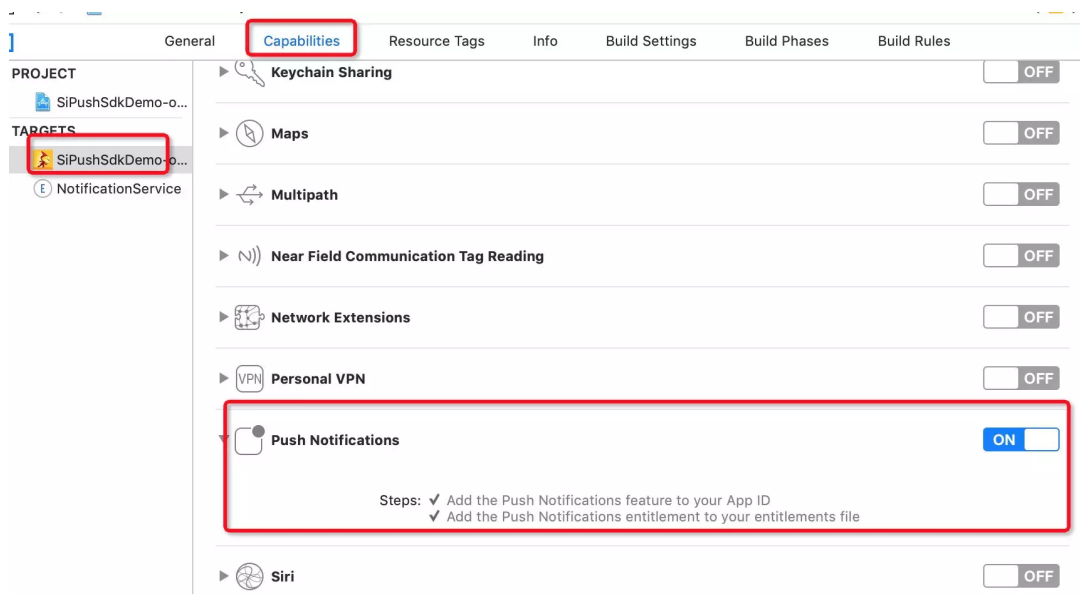 General Capabilities Resource Tags Info Build Settings Build Phases Build Rules
PROJECT
SiPushSdkDemo-o...
TARGETS
SiPushSdkDemo-o...
E NotificationService
Keychain Sharing OFF
Maps OFF
Multipath OFF
N Near Field Communication Tag Reading OFF
Network Extensions OFF
VPN Personal VPN OFF
Push Notifications ON
Steps: ✔ Add the Push Notifications feature to your App ID
✔ Add the Push Notifications entitlement to your entitlements file
Siri OFF